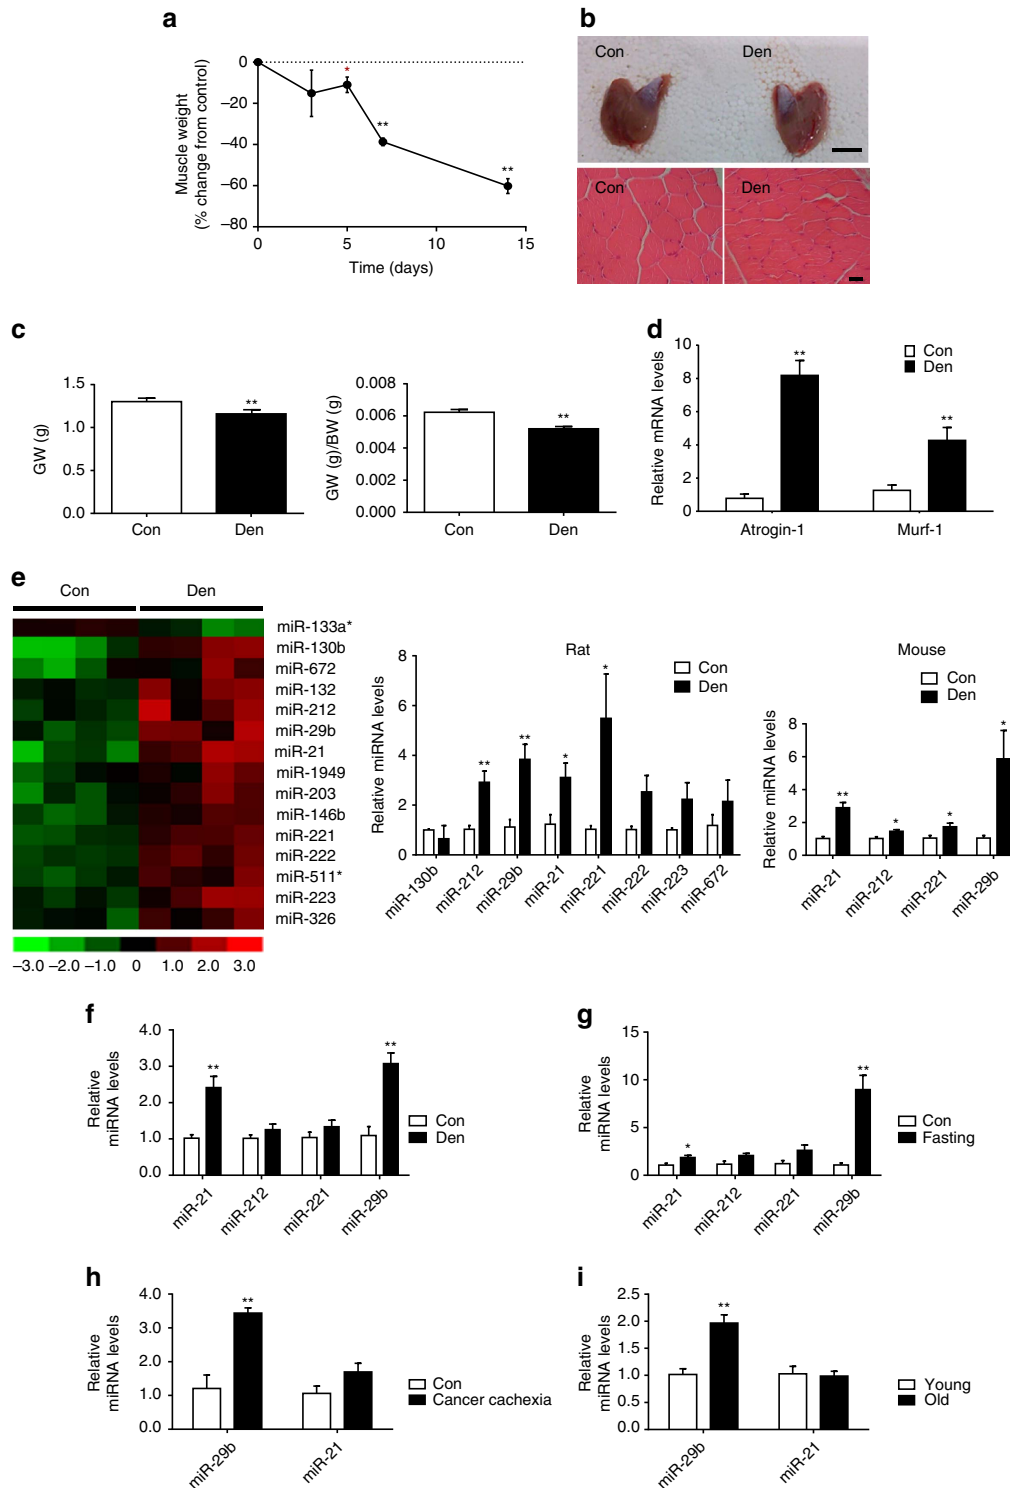 a
0
–20
–40
–60
–80
Muscle weight
(% change from control)
*
**
**
0 5 10 15
Time (days)
b
Con Den
Con Den
c
1.5
1.0
0.5
0.0
GW (g)
**
Con Den
0.008
0.006
0.004
0.002
0.000
GW (g)/BW (g)
**
Con Den
d
10
8
6
4
2
0
Relative mRNA levels
**
**
Con
Den
Atrogin-1 Murf-1
e
Con Den
miR-133a*
miR-130b
miR-672
miR-132
miR-212
miR-29b
miR-21
miR-1949
miR-203
miR-146b
miR-221
miR-222
miR-511*
miR-223
miR-326
–3.0 –2.0 –1.0 0 1.0 2.0 3.0
Rat
8
6
4
2
0
Relative miRNA levels
Con
Den
** ** * *
miR-130b miR-212 miR-29b miR-21 miR-221 miR-222 miR-223 miR-672
Mouse
Con
Den
8
6
4
2
0
Relative miRNA levels
** * * *
miR-21 miR-212 miR-221 miR-29b
f
4.0
3.0
2.0
1.0
0.0
Relative
miRNA levels
** **
Con
Den
miR-21 miR-212 miR-221 miR-29b
g
15
10
5
0
Relative
miRNA levels
* **
Con
Fasting
miR-21 miR-212 miR-221 miR-29b
h
4.0
3.0
2.0
1.0
0.0
Relative
miRNA levels
**
Con
Cancer cachexia
miR-29b miR-21
i
2.5
2.0
1.5
1.0
0.5
0.0
Relative
miRNA levels
**
Young
Old
miR-29b miR-21